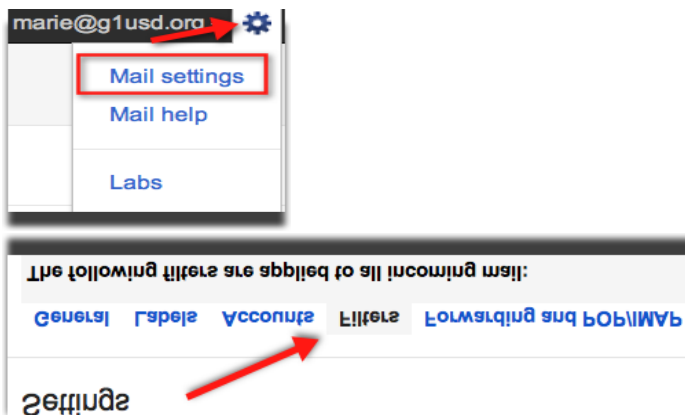 marie@g1usd.org
Mail settings
Mail help
Labs
The following filters are applied to all incoming mail:
General Labels Accounts Filters Forwarding and POP/IMAP
Settings